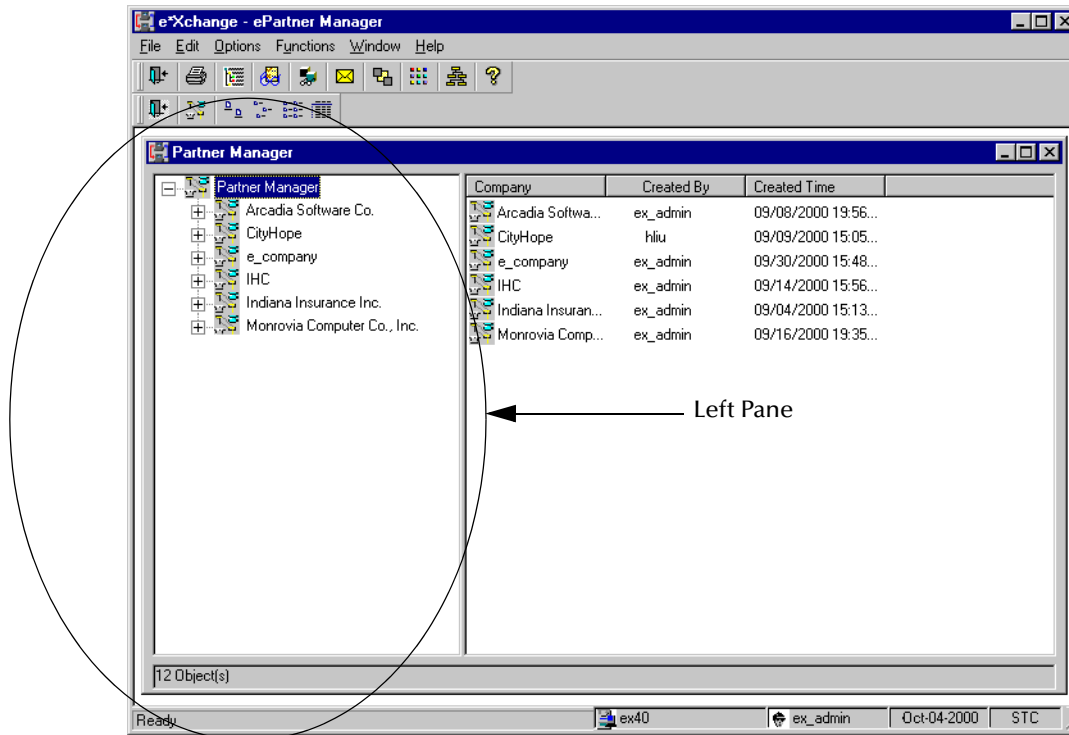 e*Xchange - ePartner Manager
File Edit Options Functions Window Help
Partner Manager
Partner Manager
Arcadia Software Co.
CityHope
e_company
IHC
Indiana Insurance Inc.
Monrovia Computer Co., Inc.
Company Created By Created Time
Arcadia Softwa... ex_admin 09/08/2000 19:56...
CityHope hliu 09/09/2000 15:05...
e_company ex_admin 09/30/2000 15:48...
IHC ex_admin 09/14/2000 15:56...
Indiana Insuran... ex_admin 09/04/2000 15:13...
Monrovia Comp... ex_admin 09/16/2000 19:35...
Left Pane
12 Object(s)
Ready ex40 ex_admin Oct-04-2000 STC